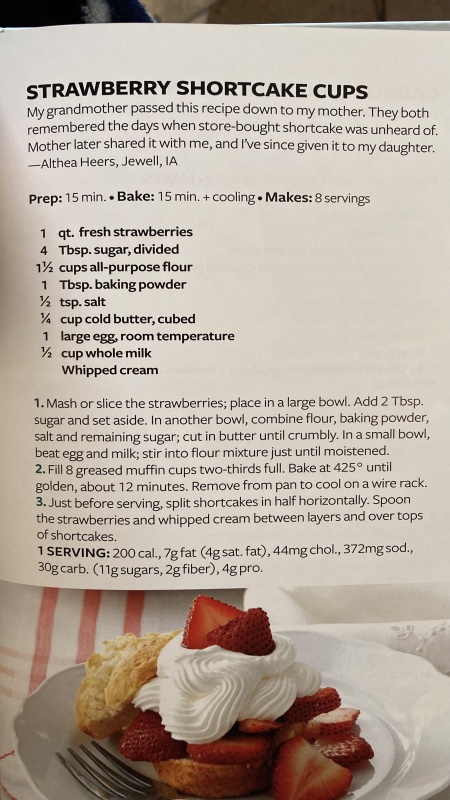 STRAWBERRY SHORTCAKE CUPS
My grandmother passed this recipe down to my mother. They both
remembered the days when store-bought shortcake was unheard of.
Mother later shared it with me, and I've since given it to my daughter.
—Althea Heers, Jewell, IA
Prep: 15 min. • Bake: 15 min. + cooling • Makes: 8 servings
1 qt. fresh strawberries
4 Tbsp. sugar, divided
1½ cups all-purpose flour
1 Tbsp. baking powder
½ tsp. salt
¼ cup cold butter, cubed
1 large egg, room temperature
½ cup whole milk
Whipped cream
1. Mash or slice the strawberries; place in a large bowl. Add 2 Tbsp.
sugar and set aside. In another bowl, combine flour, baking powder,
salt and remaining sugar; cut in butter until crumbly. In a small bowl,
beat egg and milk; stir into flour mixture just until moistened.
2. Fill 8 greased muffin cups two-thirds full. Bake at 425° until
golden, about 12 minutes. Remove from pan to cool on a wire rack.
3. Just before serving, split shortcakes in half horizontally. Spoon
the strawberries and whipped cream between layers and over tops
of shortcakes.
1 SERVING: 200 cal., 7g fat (4g sat. fat), 44mg chol., 372mg sod.,
30g carb. (11g sugars, 2g fiber), 4g pro.